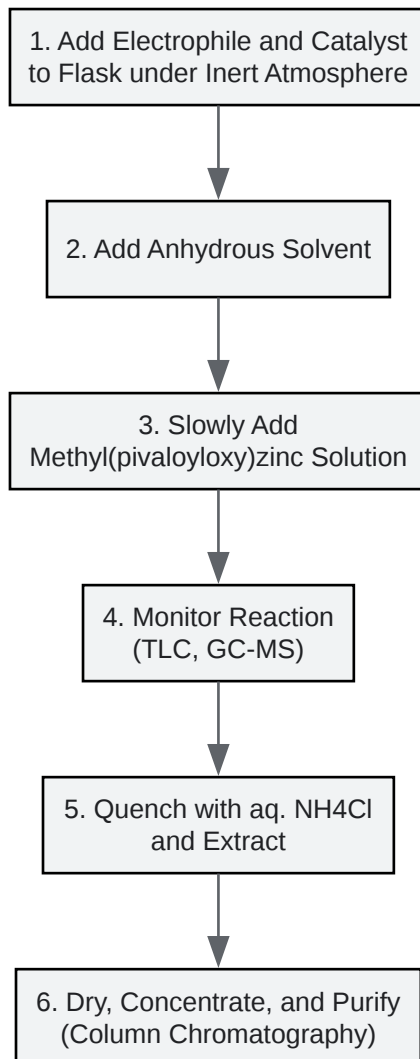 1. Add Electrophile and Catalyst
to Flask under Inert Atmosphere
2. Add Anhydrous Solvent
3. Slowly Add
Methyl(pivaloyloxy)zinc Solution
4. Monitor Reaction
(TLC, GC-MS)
5. Quench with aq. NH4Cl
and Extract
6. Dry, Concentrate, and Purify
(Column Chromatography)